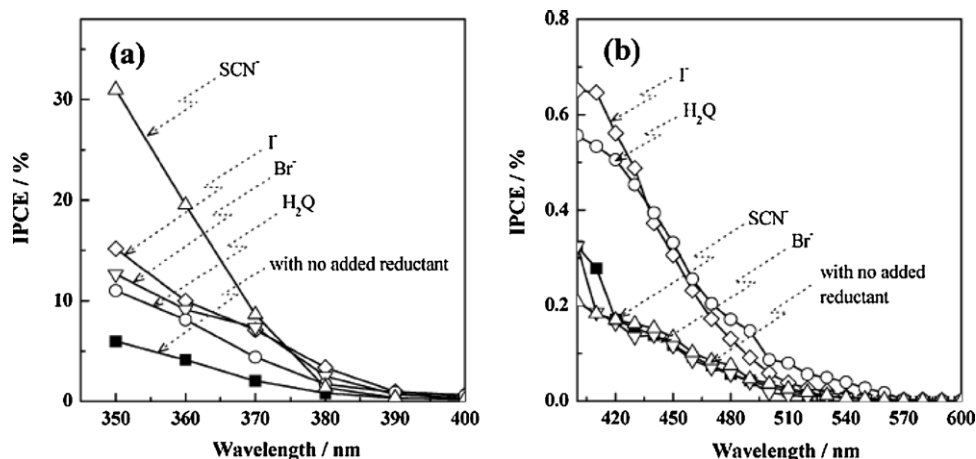 (a)
SCN⁻
I⁻
Br⁻
H₂Q
with no added reductant
IPCE / %
30
20
10
0
350 360 370 380 390 400
Wavelength / nm
(b)
I⁻
H₂Q
SCN⁻
Br⁻
with no added
reductant
IPCE / %
0.8
0.6
0.4
0.2
0.0
420 450 480 510 540 570 600
Wavelength / nm